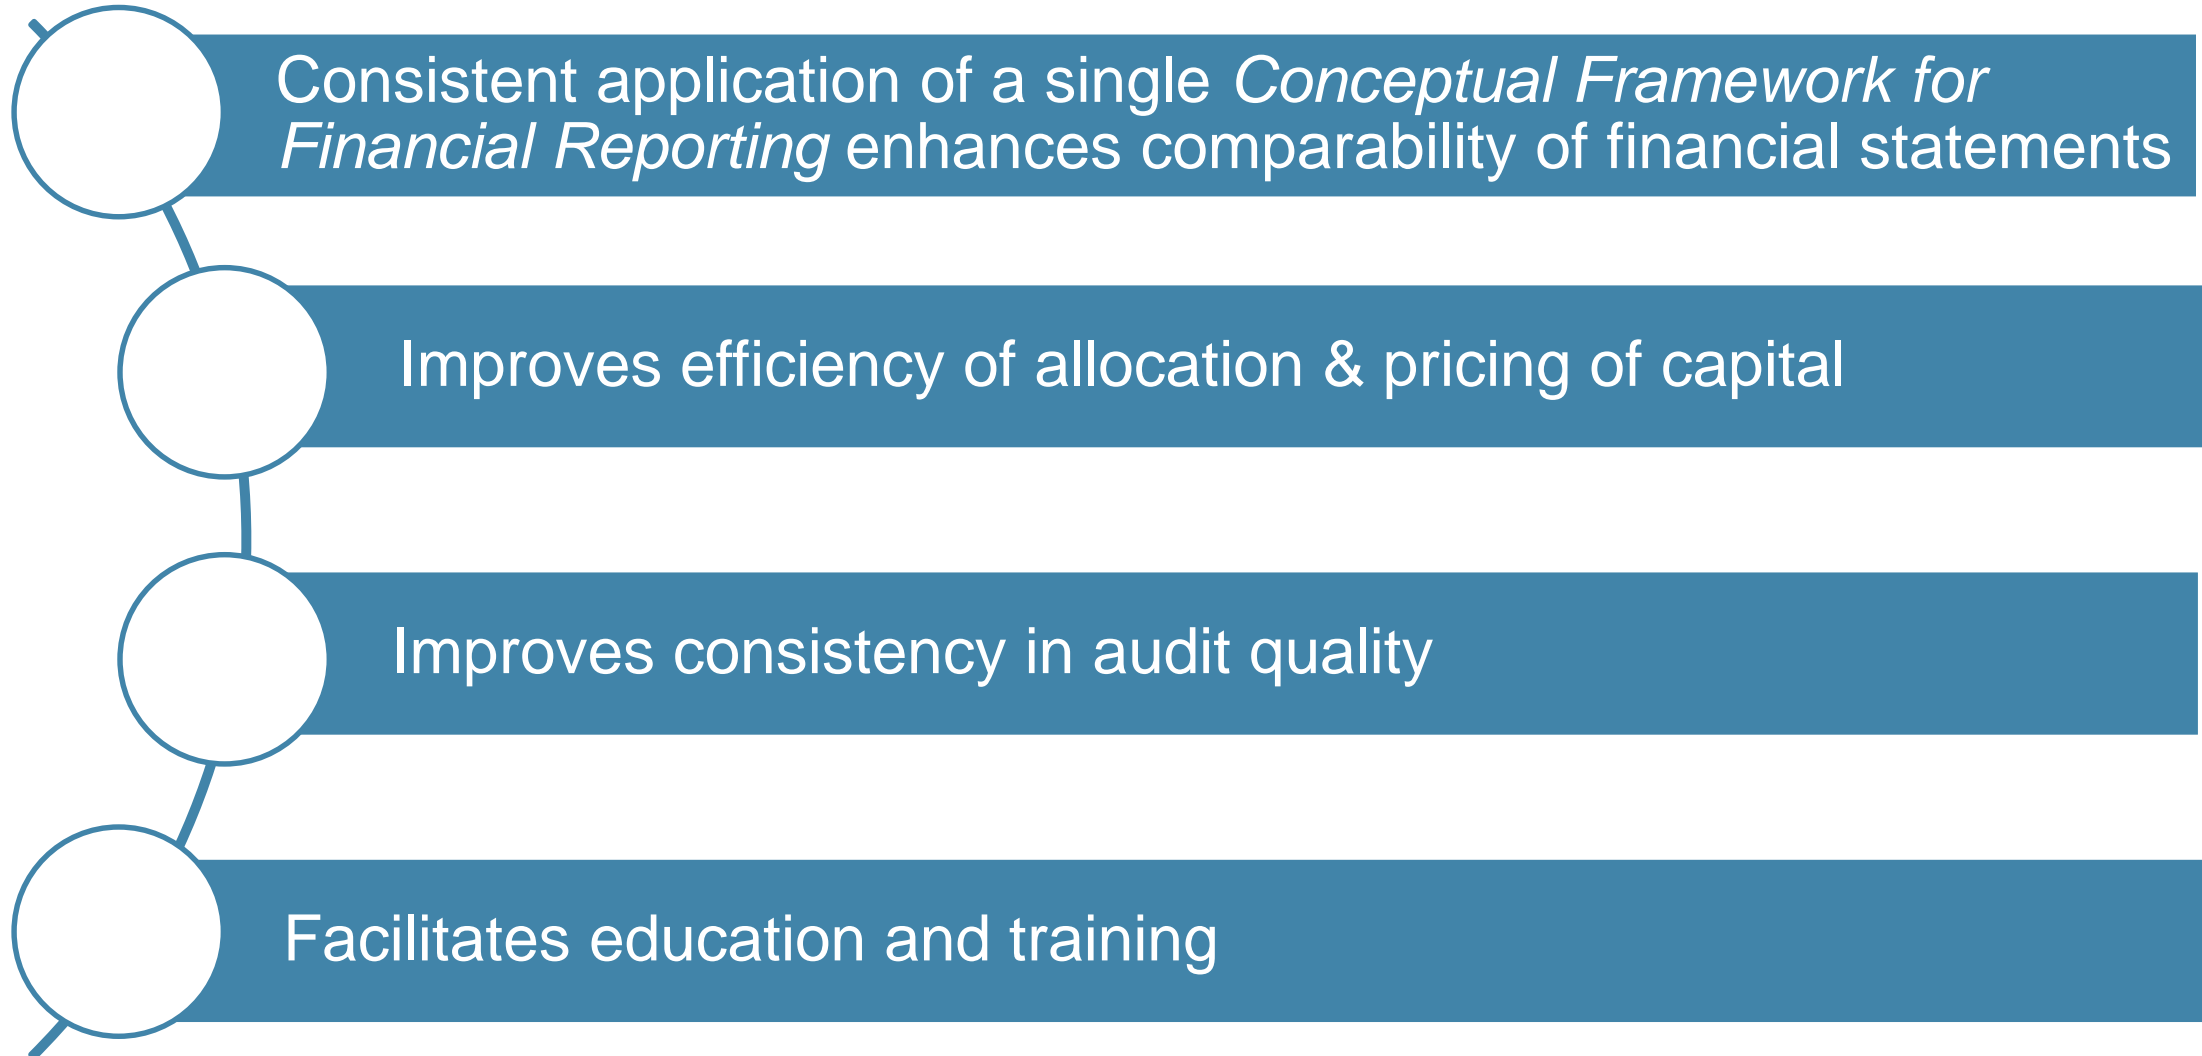 Consistent application of a single Conceptual Framework for
Financial Reporting enhances comparability of financial statements
Improves efficiency of allocation & pricing of capital
Improves consistency in audit quality
Facilitates education and training